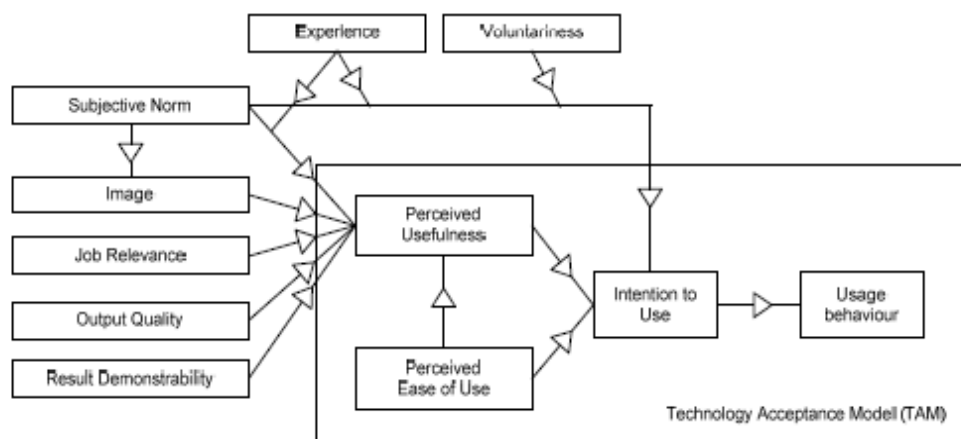 Experience
Voluntariness
Subjective Norm
Image
Perceived
Usefulness
Job Relevance
Intention to
Use
Usage
behaviour
Output Quality
Perceived
Ease of Use
Result Demonstrability
Technology Acceptance Modell (TAM)